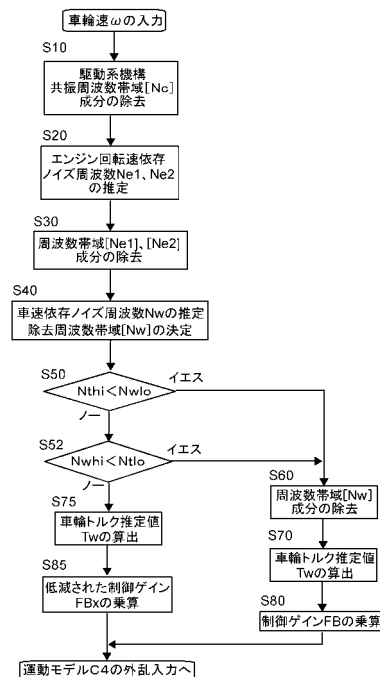 車輪速ωの入力
S10
駆動系機構
共振周波数帯域[Nc]
成分の除去
S20
エンジン回転速依存
ノイズ周波数Ne1、Ne2
の推定
S30
周波数帯域[Ne1]、[Ne2]
成分の除去
S40
車速依存ノイズ周波数Nwの推定
除去周波数帯域[Nw]の決定
S50
Nthi<Nwlo
イエス
ノー
S52
Nwhi<Ntlo
イエス
ノー
S60
周波数帯域[Nw]
成分の除去
S75
車輪トルク推定値
Twの算出
S70
車輪トルク推定値
Twの算出
S85
低減された制御ゲイン
FBxの乗算
S80
制御ゲインFBの乗算
運動モデルC4の外乱入力へ